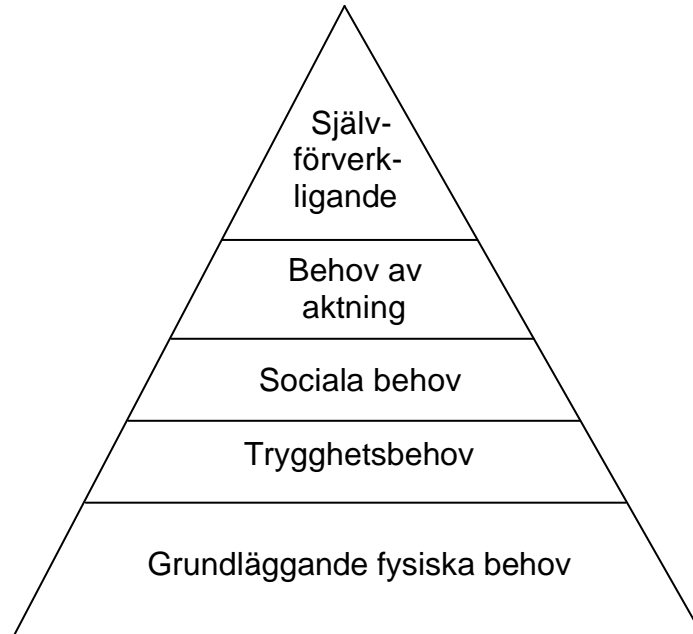 Själv-
förverk-
ligande
Behov av
aktning
Sociala behov
Trygghetsbehov
Grundläggande fysiska behov